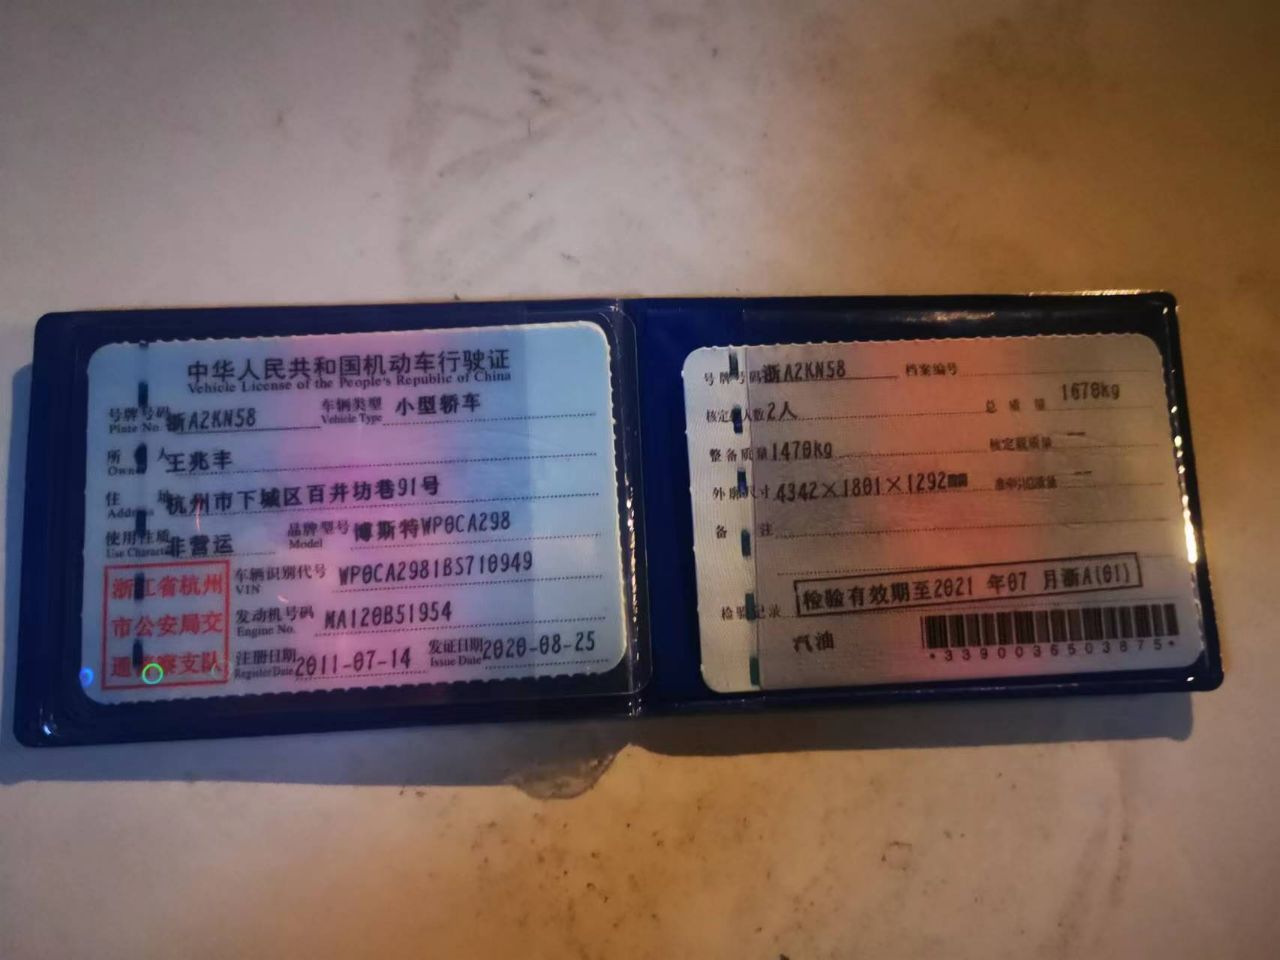 中华人民共和国机动车行驶证
Vehicle License of the People's Republic of China
号牌号码 浙A2KN58 车辆类型 小型轿车
Plate No. Vehicle Type
所 人 王兆丰
Owner
住 址 杭州市下城区百井坊巷91号
Address
使用性质 非营运 品牌型号 博斯特WP0CA298
Use Character Model
浙江省杭州
市公安局交
通警察支队
车辆识别代号 WP0CA2981BS710949
VIN
发动机号码 MA120B51954
Engine No.
注册日期 2011-07-14 发证日期 2020-08-25
Register Date Issue Date
号牌号码 浙A2KN58 档案编号
核定 人数 2人 总质量 1670kg
整备质量 1470kg 核定载质量 —
外廓尺寸 4342×1801×1292mm 准牵引总质量 —
备 注
检验有效期至2021 年07 月浙A(01)
检验记录
汽油
*3390036503875*